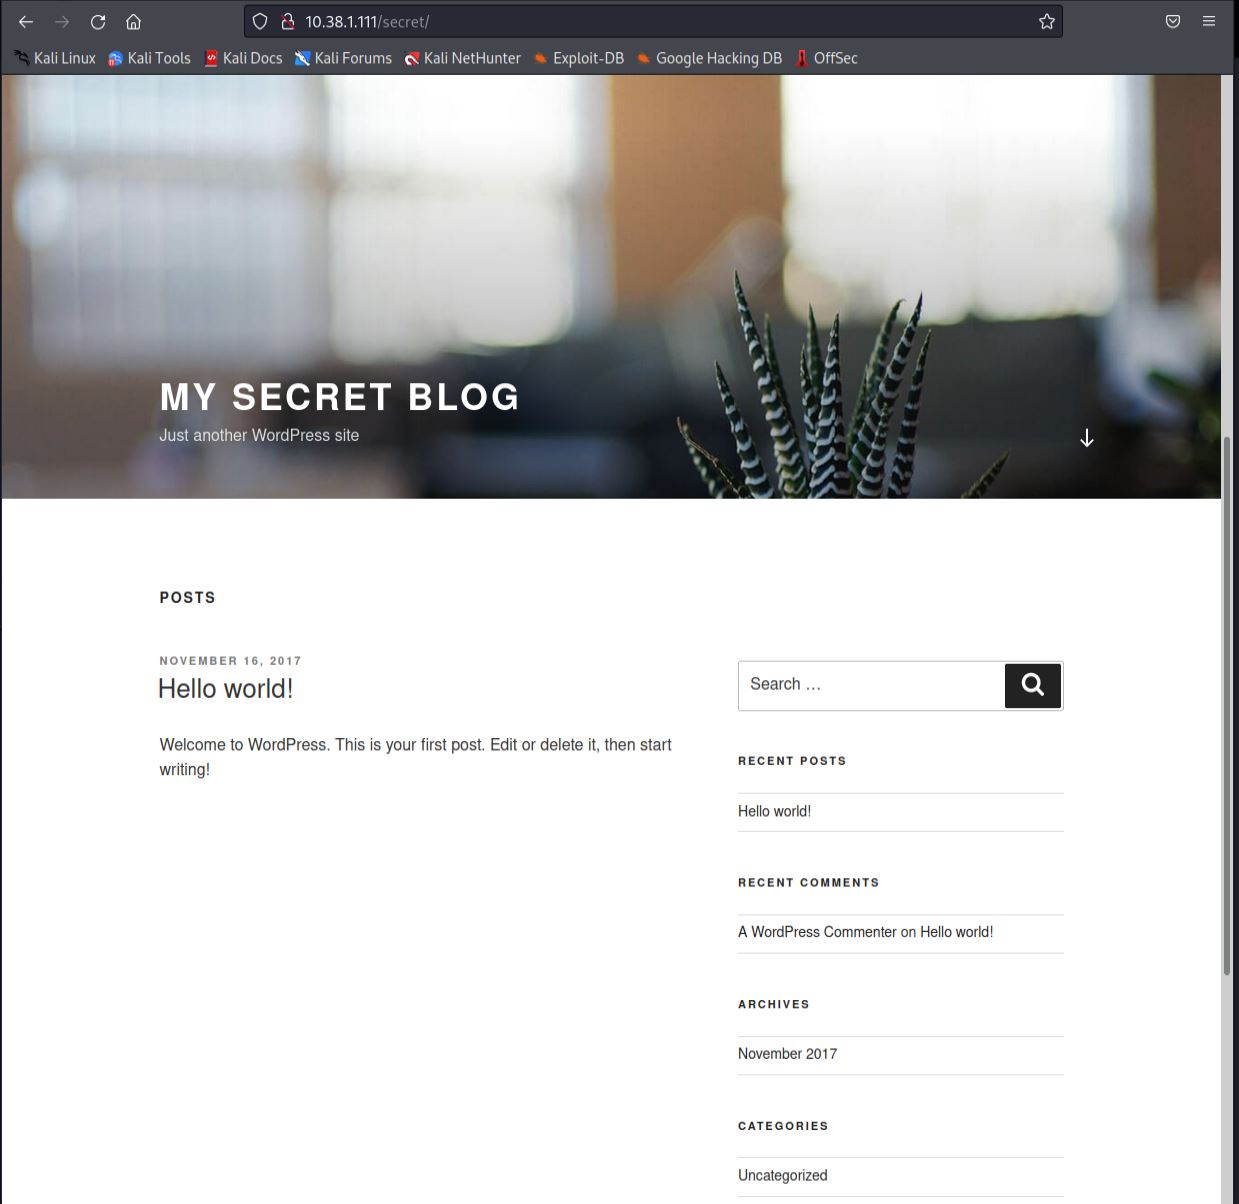 10.38.1.111/secret/
Kali Linux Kali Tools Kali Docs Kali Forums Kali NetHunter Exploit-DB Google Hacking DB OffSec
MY SECRET BLOG
Just another WordPress site
POSTS
NOVEMBER 16, 2017
Hello world!
Welcome to WordPress. This is your first post. Edit or delete it, then start
writing!
Search …
RECENT POSTS
Hello world!
RECENT COMMENTS
A WordPress Commenter on Hello world!
ARCHIVES
November 2017
CATEGORIES
Uncategorized